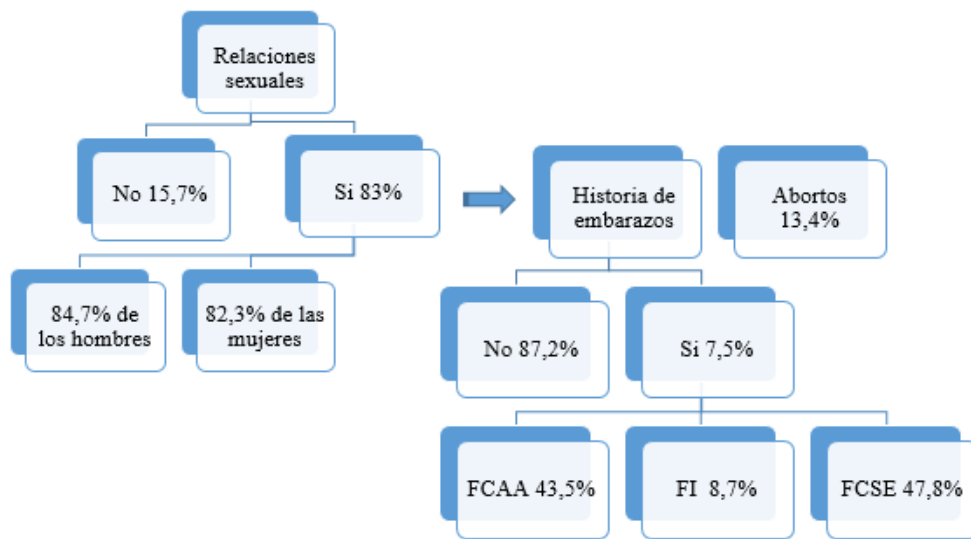 Relaciones
sexuales
No 15,7%
Si 83%
Historia de
embarazos
Abortos
13,4%
84,7% de
los hombres
82,3% de las
mujeres
No 87,2%
Si 7,5%
FCAA 43,5%
FI 8,7%
FCSE 47,8%